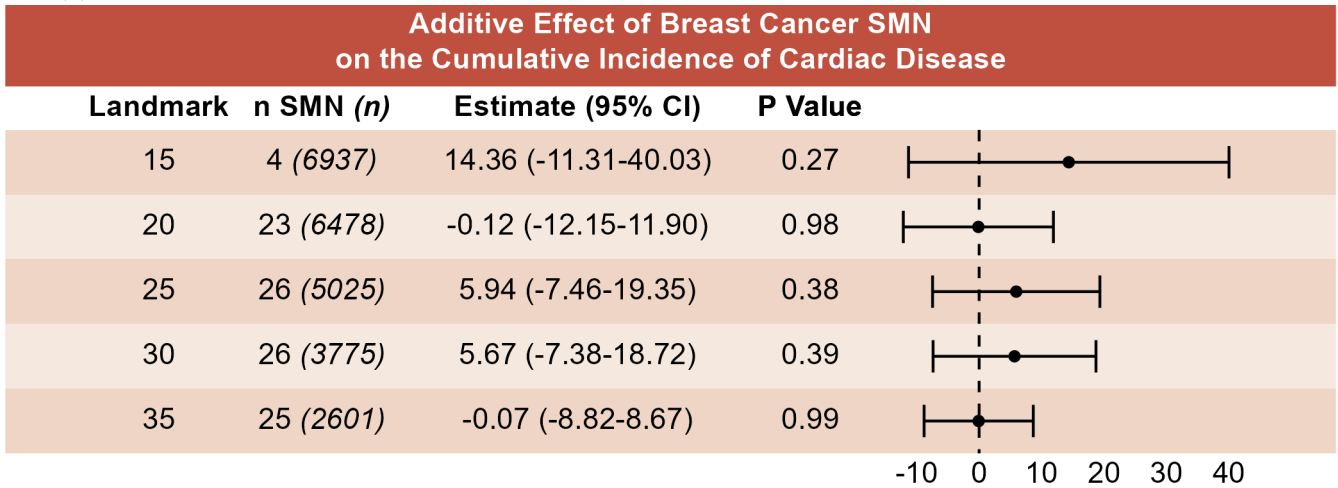 Additive Effect of Breast Cancer SMN
on the Cumulative Incidence of Cardiac Disease
Landmark n SMN (n) Estimate (95% CI) P Value
15 4 (6937) 14.36 (-11.31-40.03) 0.27
20 23 (6478) -0.12 (-12.15-11.90) 0.98
25 26 (5025) 5.94 (-7.46-19.35) 0.38
30 26 (3775) 5.67 (-7.38-18.72) 0.39
35 25 (2601) -0.07 (-8.82-8.67) 0.99
-10 0 10 20 30 40